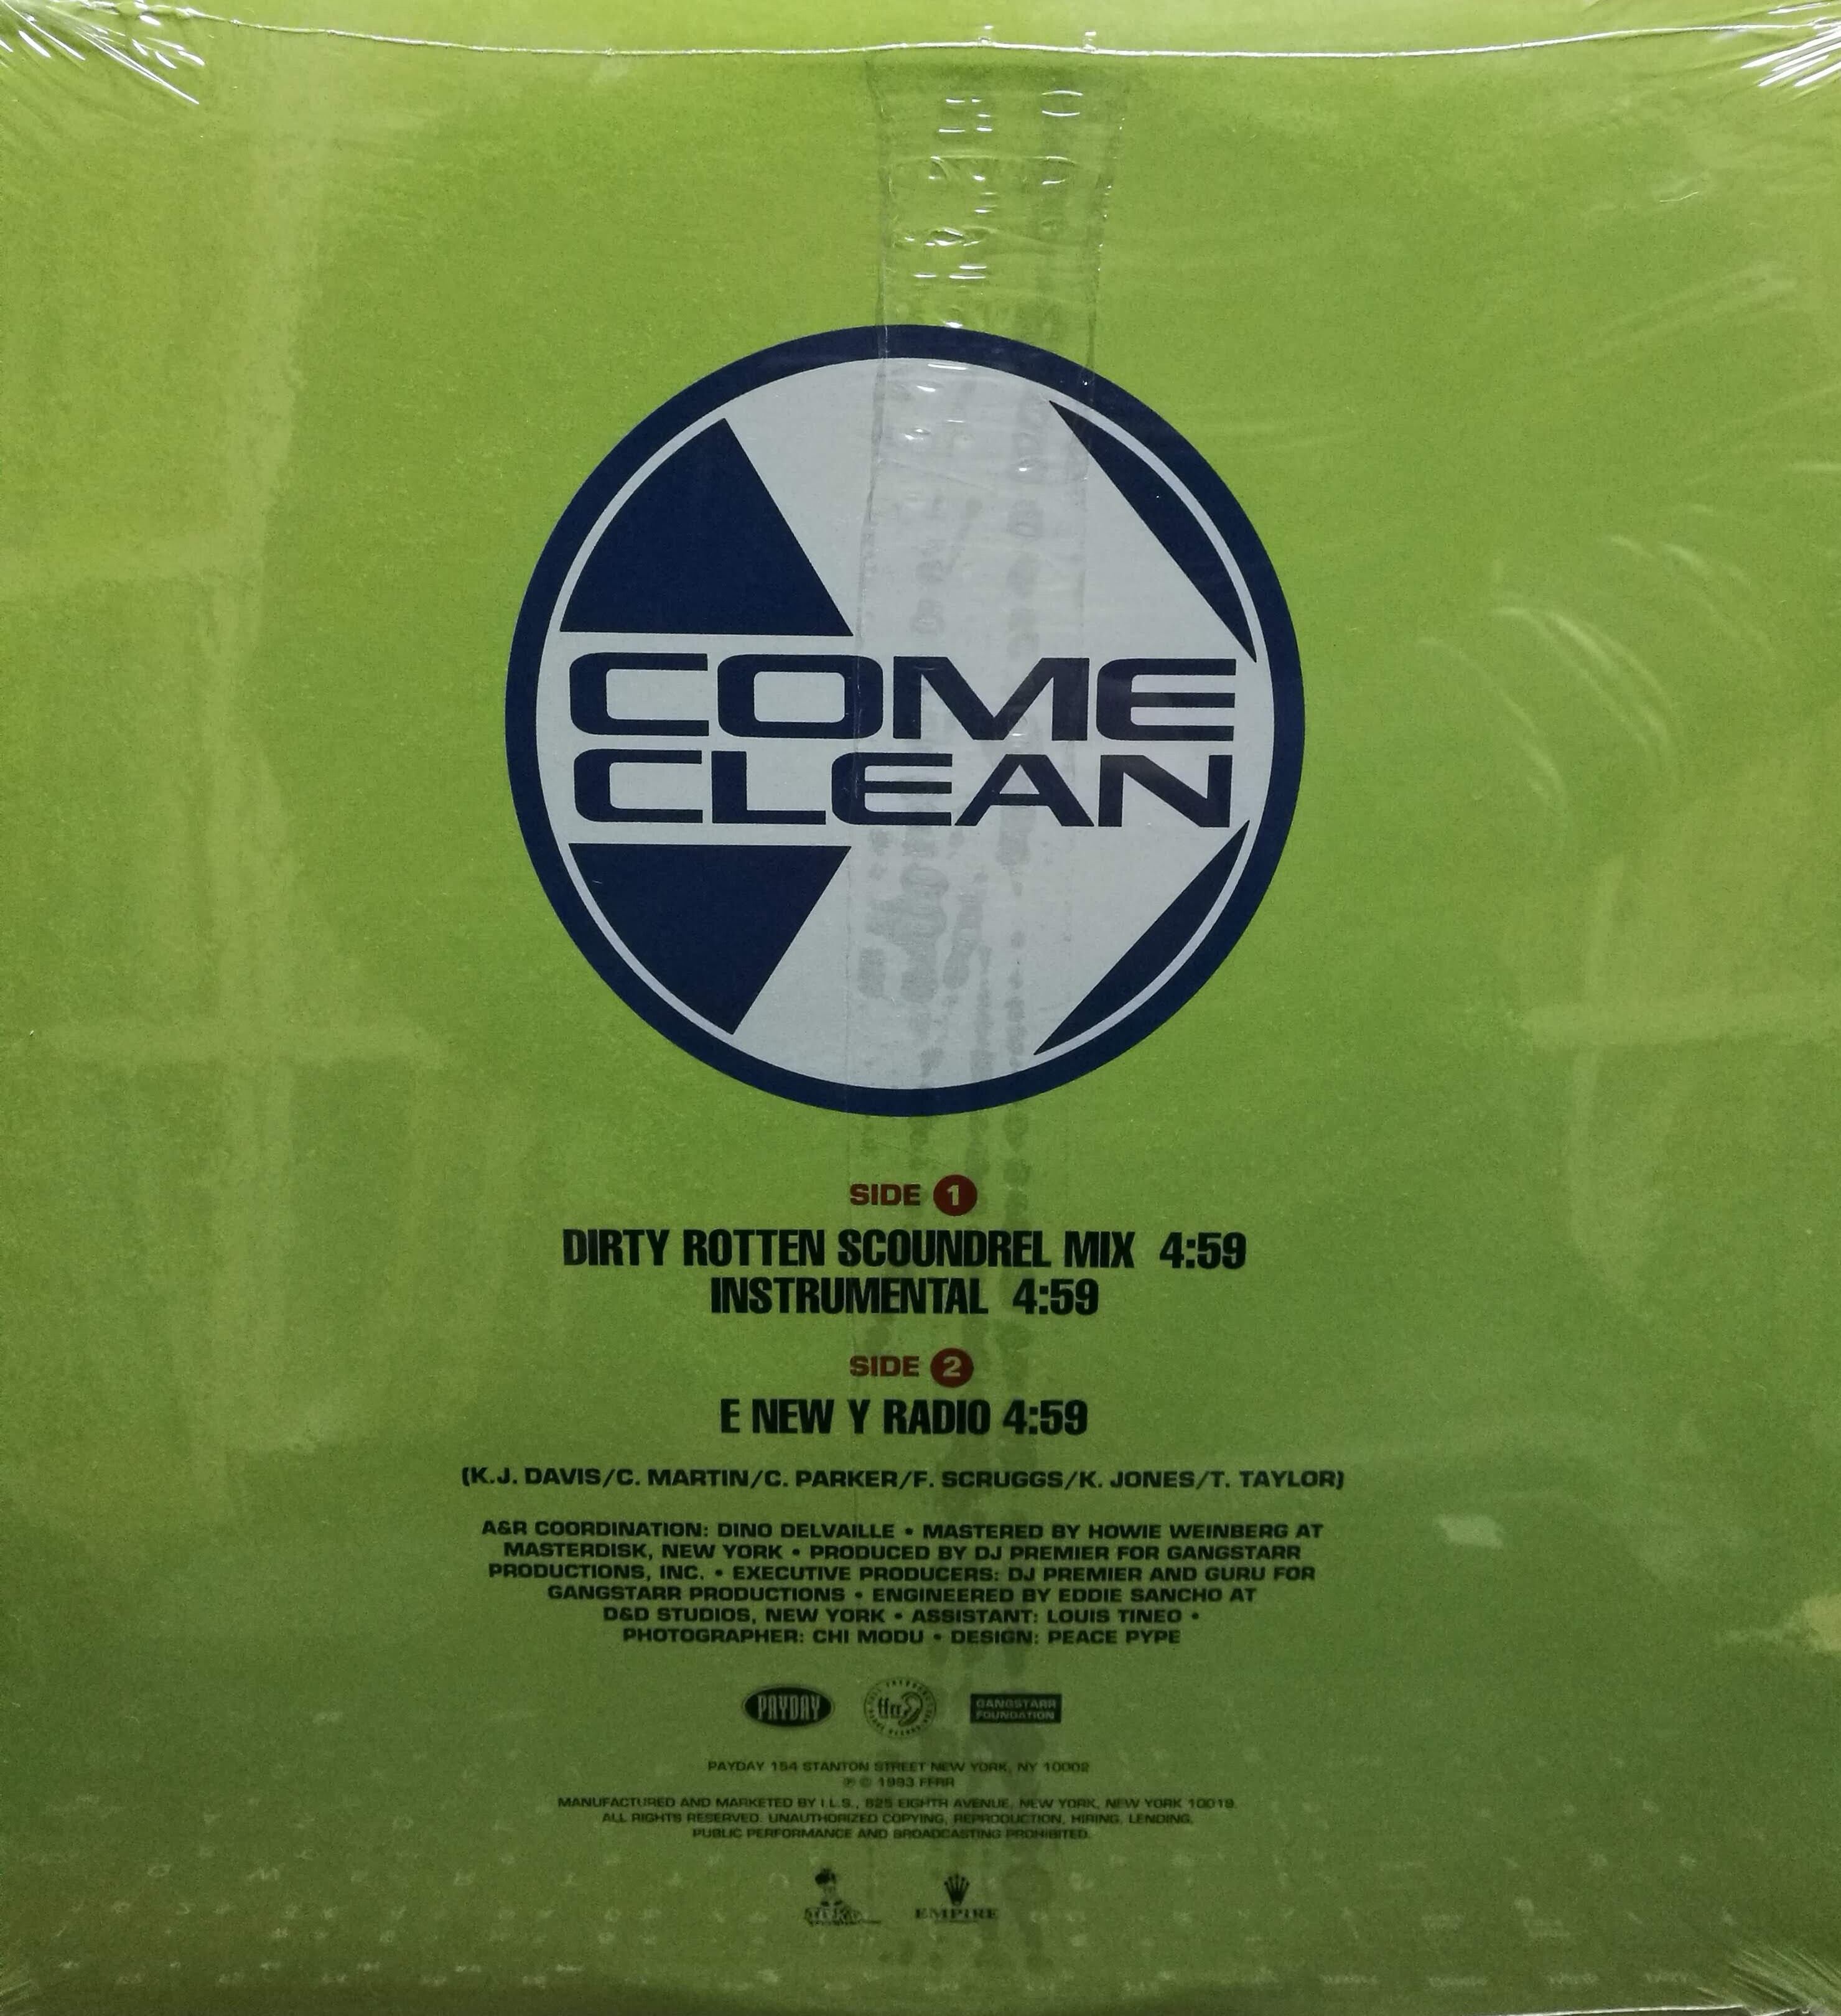 COME
CLEAN
SIDE 1
DIRTY ROTTEN SCOUNDREL MIX 4:59
INSTRUMENTAL 4:59
SIDE 2
E NEW Y RADIO 4:59
(K.J. DAVIS/C. MARTIN/C. PARKER/F. SCRUGGS/K. JONES/T. TAYLOR)
A&R COORDINATION: DINO DELVAILLE • MASTERED BY HOWIE WEINBERG AT
MASTERDISK, NEW YORK • PRODUCED BY DJ PREMIER FOR GANGSTARR
PRODUCTIONS, INC. • EXECUTIVE PRODUCERS: DJ PREMIER AND GURU FOR
GANGSTARR PRODUCTIONS • ENGINEERED BY EDDIE SANCHO AT
D&D STUDIOS, NEW YORK • ASSISTANT: LOUIS TINEO •
PHOTOGRAPHER: CHI MODU • DESIGN: PEACE PYPE
PAYDAY ffrr GANGSTARR
FOUNDATION
PAYDAY 154 STANTON STREET NEW YORK, NY 10002
℗ © 1993 FFRR
MANUFACTURED AND MARKETED BY I.L.S., 825 EIGHTH AVENUE, NEW YORK, NEW YORK 10019.
ALL RIGHTS RESERVED. UNAUTHORIZED COPYING, REPRODUCTION, HIRING, LENDING,
PUBLIC PERFORMANCE AND BROADCASTING PROHIBITED.
EMPIRE